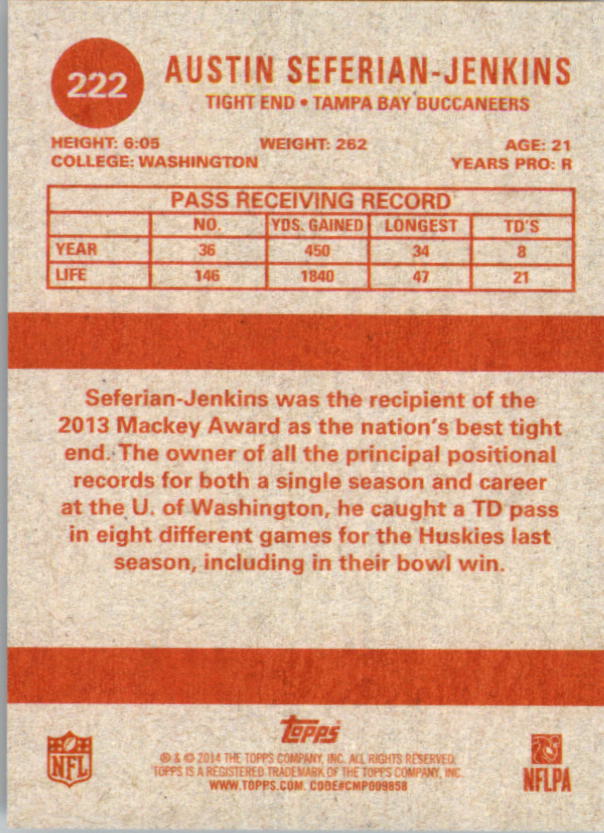 222
AUSTIN SEFERIAN-JENKINS
TIGHT END • TAMPA BAY BUCCANEERS
HEIGHT: 6:05 WEIGHT: 262 AGE: 21
COLLEGE: WASHINGTON YEARS PRO: R
PASS RECEIVING RECORD
NO. YDS. GAINED LONGEST TD'S
YEAR 36 450 34 8
LIFE 146 1840 47 21
Seferian-Jenkins was the recipient of the
2013 Mackey Award as the nation's best tight
end. The owner of all the principal positional
records for both a single season and career
at the U. of Washington, he caught a TD pass
in eight different games for the Huskies last
season, including in their bowl win.
NFL
Topps
® & © 2014 THE TOPPS COMPANY, INC. ALL RIGHTS RESERVED.
TOPPS IS A REGISTERED TRADEMARK OF THE TOPPS COMPANY, INC.
WWW.TOPPS.COM. CODE#CMP009858
NFLPA